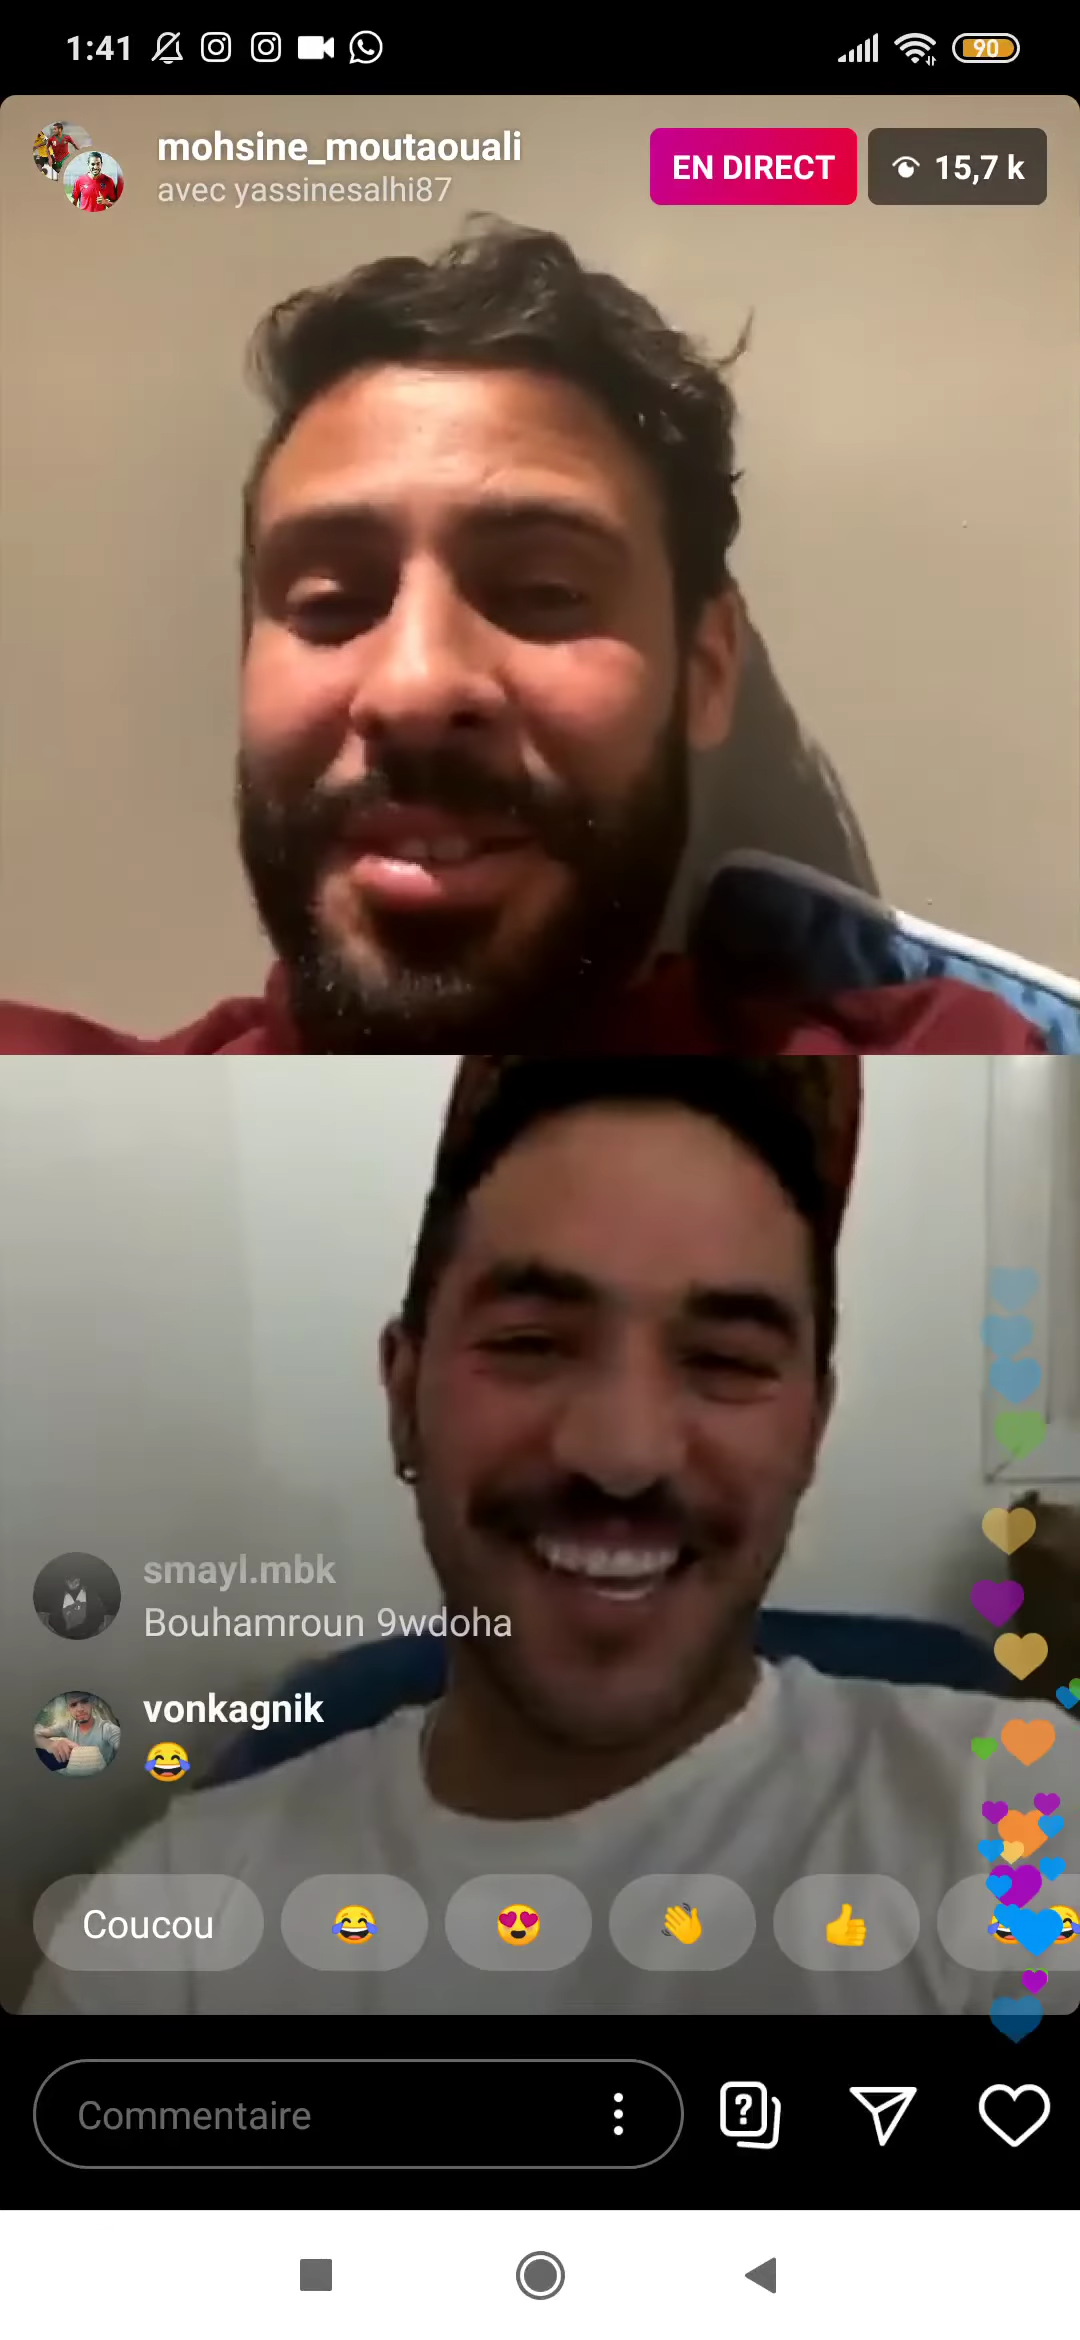 1:41
90
mohsine_moutaouali
avec yassinesalhi87
EN DIRECT
15,7 k
smayl.mbk
Bouhamroun 9wdoha
vonkagnik
😂
Coucou 😂 😍 👋 👍 😂
Commentaire